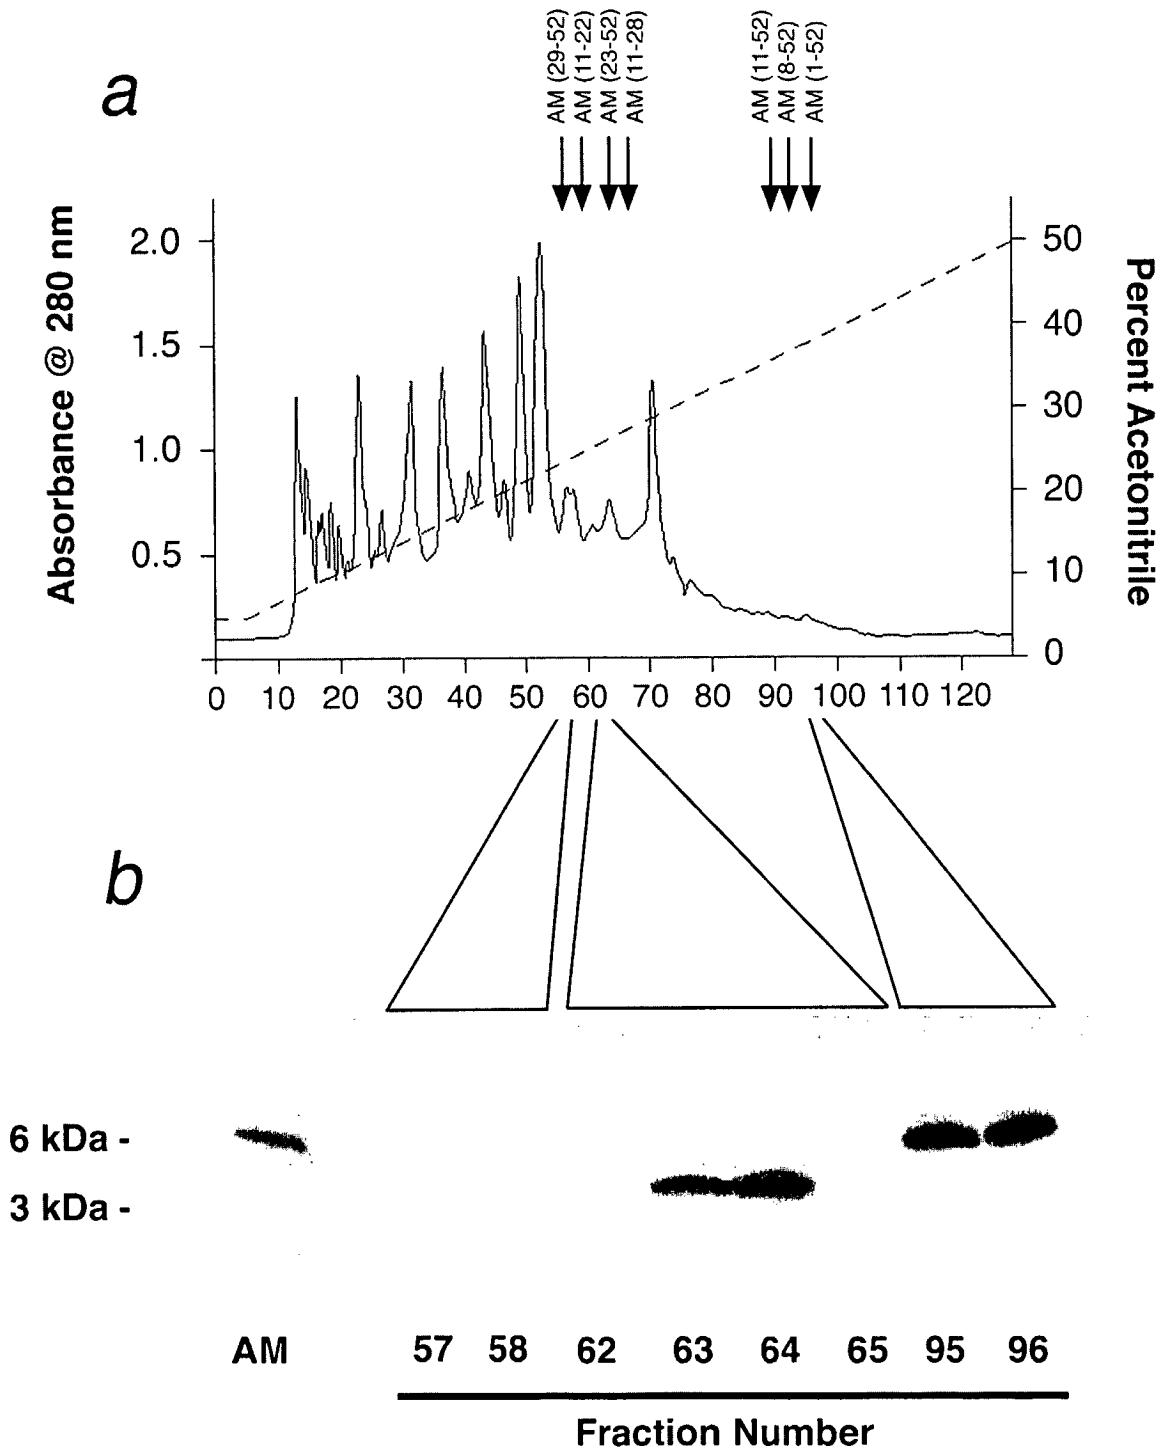 a
AM (29-52)
AM (11-22)
AM (23-52)
AM (11-28)
AM (11-52)
AM (8-52)
AM (1-52)
Absorbance @ 280 nm
2.0
1.5
1.0
0.5
50
40
30
20
10
0
Percent Acetonitrile
0 10 20 30 40 50 60 70 80 90 100 110 120
b
6 kDa -
3 kDa -
AM 57 58 62 63 64 65 95 96
Fraction Number